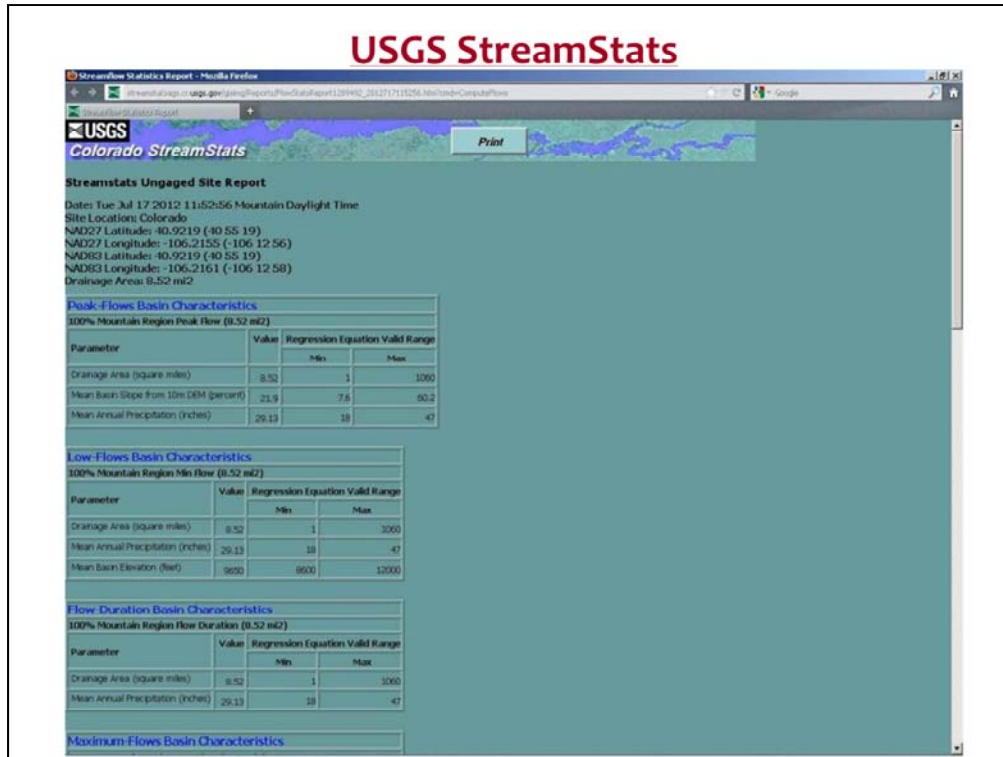 USGS StreamStats
Streamflow Statistics Report - Mozilla Firefox
Google
Streamflow Statistics Report
USGS
Colorado StreamStats
Print
Streamstats Ungaged Site Report
Date: Tue Jul 17 2012 11:52:56 Mountain Daylight Time
Site Location: Colorado
NAD27 Latitude: 40.9219 (40 55 19)
NAD27 Longitude: -106.2155 (-106 12 56)
NAD83 Latitude: 40.9219 (40 55 19)
NAD83 Longitude: -106.2161 (-106 12 58)
Drainage Area: 8.52 mi2
Peak-Flows Basin Characteristics
100% Mountain Region Peak Flow (8.52 mi2)
Parameter Value Regression Equation Valid Range
Min Max
Drainage Area (square miles) 8.52 1 1060
Mean Basin Slope from 10m DEM (percent) 21.9 7.6 60.2
Mean Annual Precipitation (inches) 29.13 18 47
Low-Flows Basin Characteristics
100% Mountain Region Min Flow (8.52 mi2)
Parameter Value Regression Equation Valid Range
Min Max
Drainage Area (square miles) 8.52 1 1060
Mean Annual Precipitation (inches) 29.13 18 47
Mean Basin Elevation (feet) 9650 8600 12000
Flow-Duration Basin Characteristics
100% Mountain Region Flow Duration (8.52 mi2)
Parameter Value Regression Equation Valid Range
Min Max
Drainage Area (square miles) 8.52 1 1060
Mean Annual Precipitation (inches) 29.13 18 47
Maximum-Flows Basin Characteristics